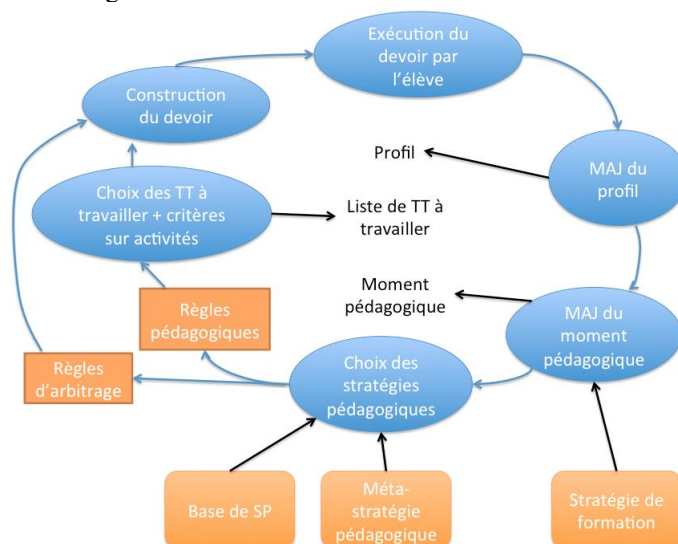 Exécution du
devoir par
l'élève
Construction
du devoir
Profil
MAJ du
profil
Choix des TT à
travailler + critères
sur activités
Liste de TT à
travailler
Moment
pédagogique
MAJ du
moment
pédagogique
Règles
pédagogiques
Règles
d'arbitrage
Choix des
stratégies
pédagogiques
Base de SP
Méta-
stratégie
pédagogique
Stratégie de
formation